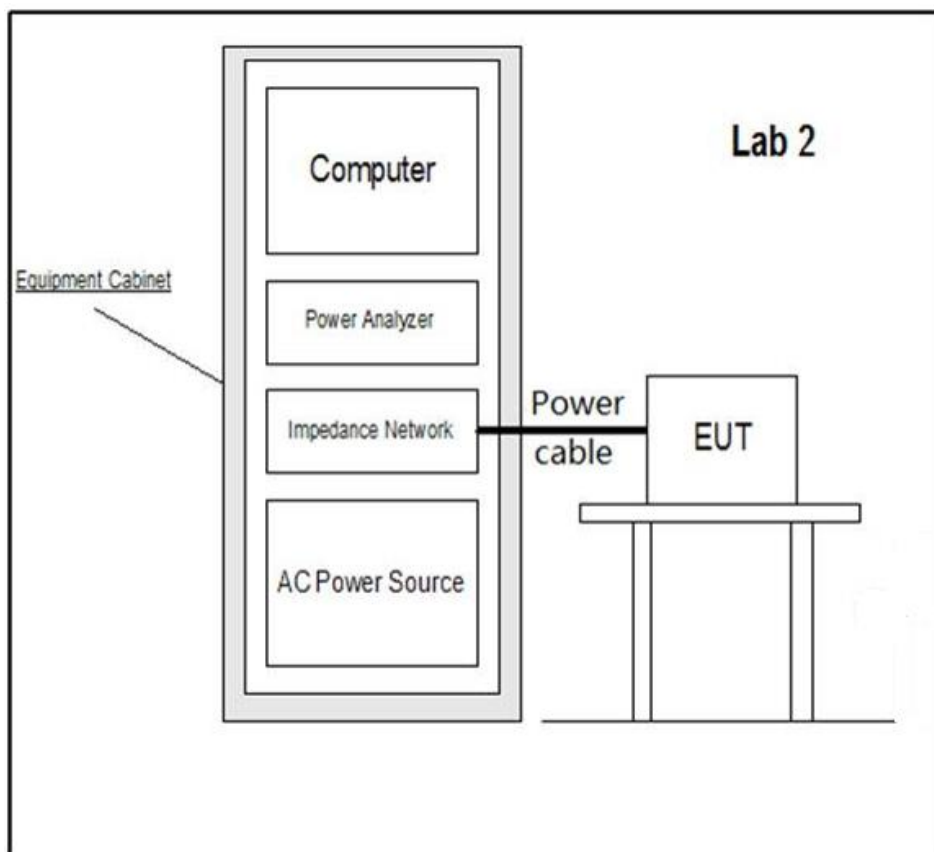 Lab 2
Computer
Equipment Cabinet
Power Analyzer
Impedance Network
Power
cable
EUT
AC Power Source